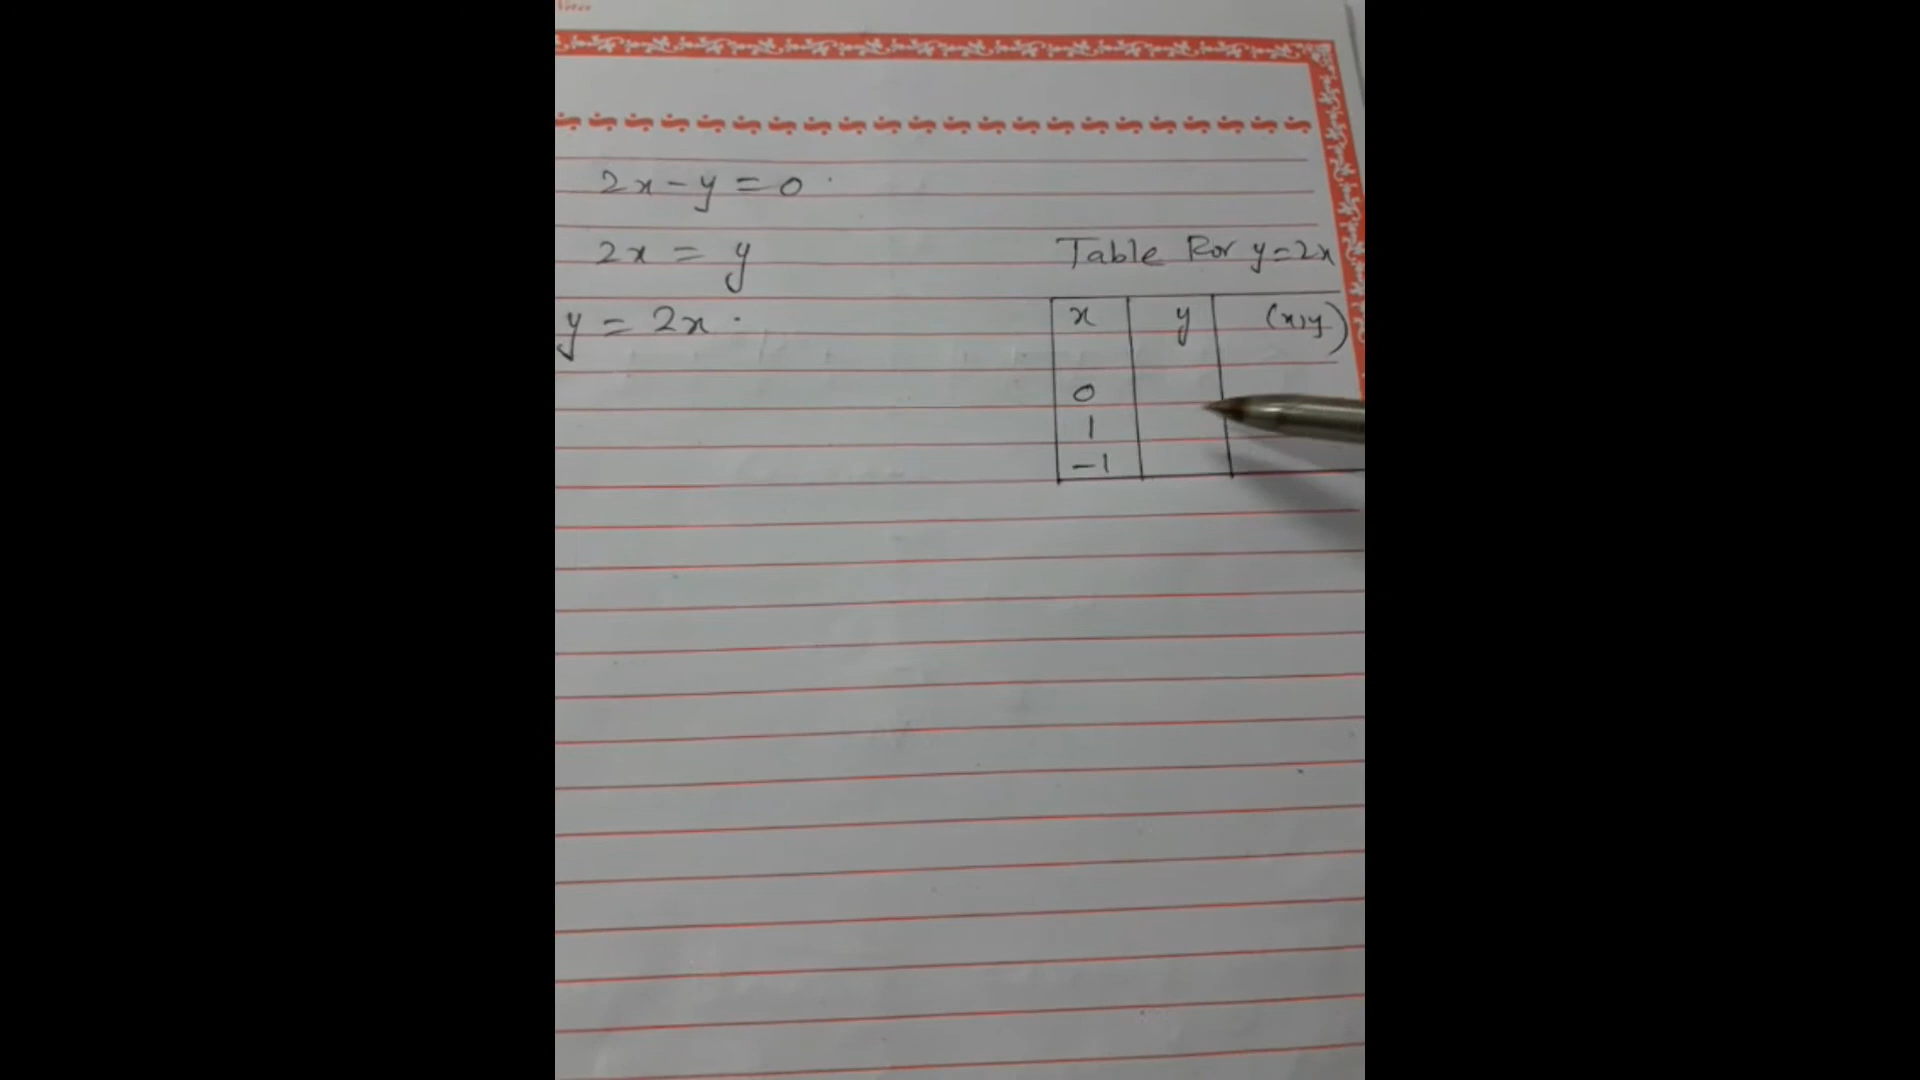 2x - y = 0
2x = y
y = 2x
Table for y = 2x
x y (x,y)
0
1
-1